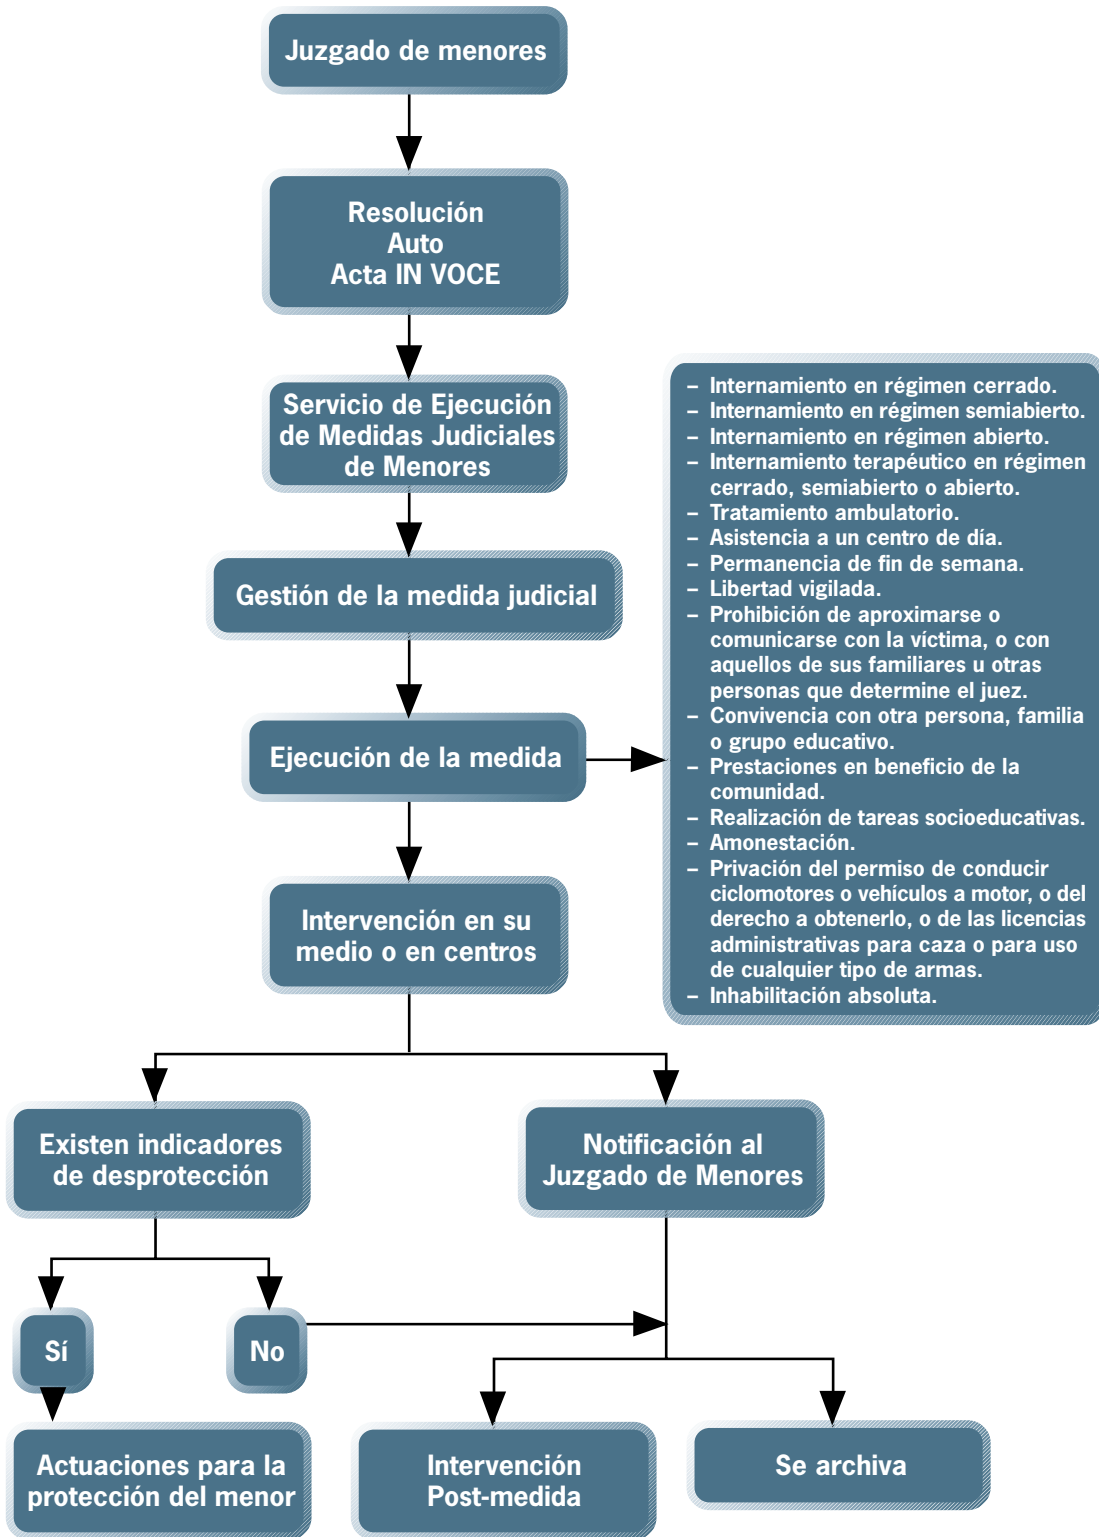 Juzgado de menores
Resolución
Auto
Acta IN VOCE
Servicio de Ejecución
de Medidas Judiciales
de Menores
Gestión de la medida judicial
Ejecución de la medida
– Internamiento en régimen cerrado.
– Internamiento en régimen semiabierto.
– Internamiento en régimen abierto.
– Internamiento terapéutico en régimen
cerrado, semiabierto o abierto.
– Tratamiento ambulatorio.
– Asistencia a un centro de día.
– Permanencia de fin de semana.
– Libertad vigilada.
– Prohibición de aproximarse o
comunicarse con la víctima, o con
aquellos de sus familiares u otras
personas que determine el juez.
– Convivencia con otra persona, familia
o grupo educativo.
– Prestaciones en beneficio de la
comunidad.
– Realización de tareas socioeducativas.
– Amonestación.
– Privación del permiso de conducir
ciclomotores o vehículos a motor, o del
derecho a obtenerlo, o de las licencias
administrativas para caza o para uso
de cualquier tipo de armas.
– Inhabilitación absoluta.
Intervención en su
medio o en centros
Existen indicadores
de desprotección
Notificación al
Juzgado de Menores
Sí
No
Actuaciones para la
protección del menor
Intervención
Post-medida
Se archiva